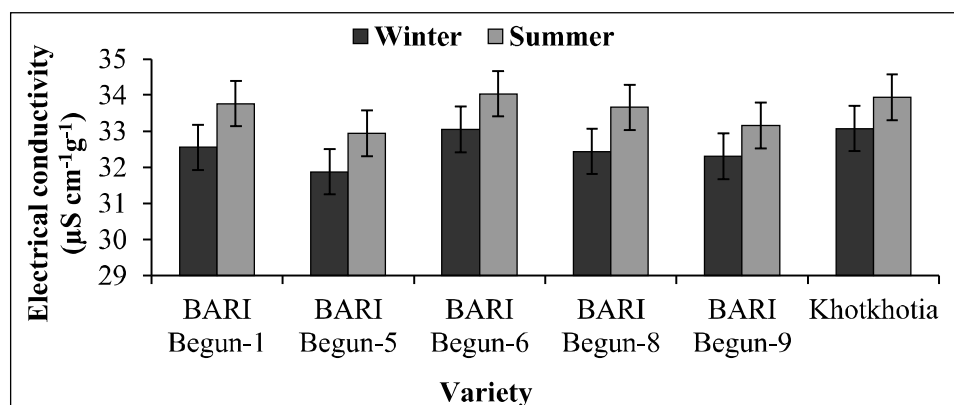 Winter Summer
Electrical conductivity
(µS cm⁻¹g⁻¹)
35
34
33
32
31
30
29
BARI Begun-1
BARI Begun-5
BARI Begun-6
BARI Begun-8
BARI Begun-9
Khotkhotia
Variety